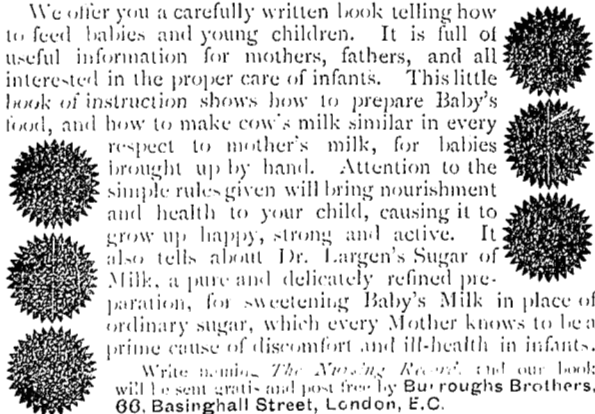 We offer you a carefully written book telling how
to feed babies and young children. It is full of
useful information for mothers, fathers, and all
interested in the proper care of infants. This little
book of instruction shows how to prepare Baby's
food, and how to make cow's milk similar in every
respect to mother's milk, for babies
brought up by hand. Attention to the
simple rules given will bring nourishment
and health to your child, causing it to
grow up happy, strong and active. It
also tells about Dr. Largen's Sugar of
Milk, a pure and delicately refined pre-
paration, for sweetening Baby's Milk in place of
ordinary sugar, which every Mother knows to be a
prime cause of discomfort and ill-health in infants.
Write naming The Nursing Record, and our book
will be sent gratis and post free by Burroughs Brothers,
66, Basinghall Street, London, E.C.